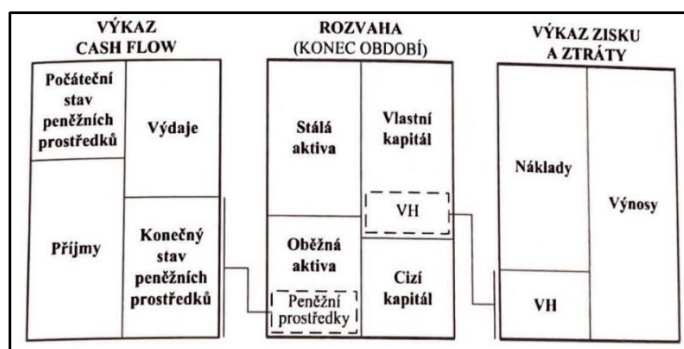 VÝKAZ
CASH FLOW
Počáteční
stav
peněžních
prostředků
Výdaje
Příjmy
Konečný
stav
peněžních
prostředků
ROZVAHA
(KONEC OBDOBÍ)
Stálá
aktiva
Vlastní
kapitál
VH
Oběžná
aktiva
Peněžní
prostředky
Cizí
kapitál
VÝKAZ ZISKU
A ZTRÁTY
Náklady
Výnosy
VH